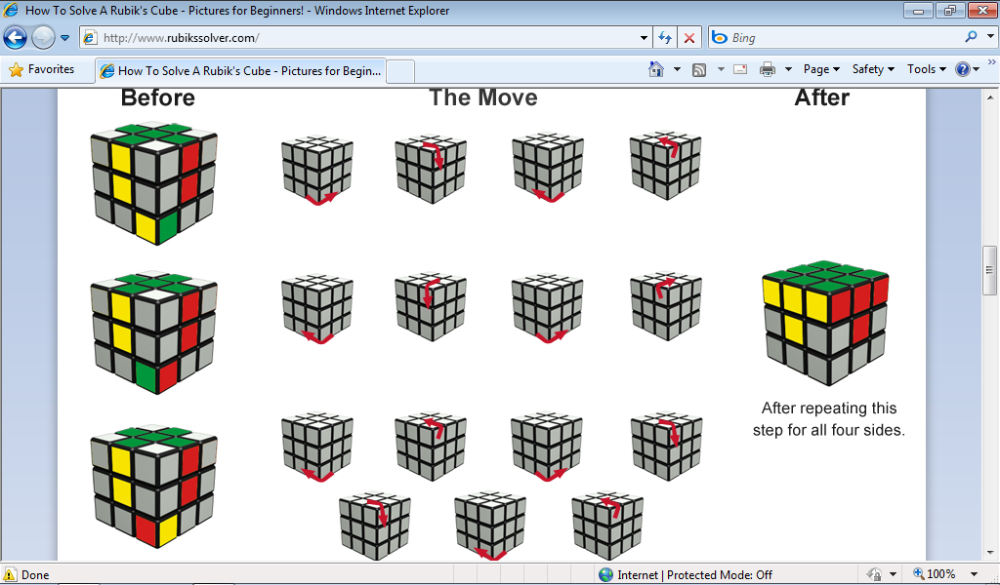 How To Solve A Rubik's Cube - Pictures for Beginners! - Windows Internet Explorer
http://www.rubikssolver.com/
Bing
Favorites
How To Solve A Rubik's Cube - Pictures for Begin...
Page
Safety
Tools
Before
The Move
After
After repeating this
step for all four sides.
Done
Internet | Protected Mode: Off
100%